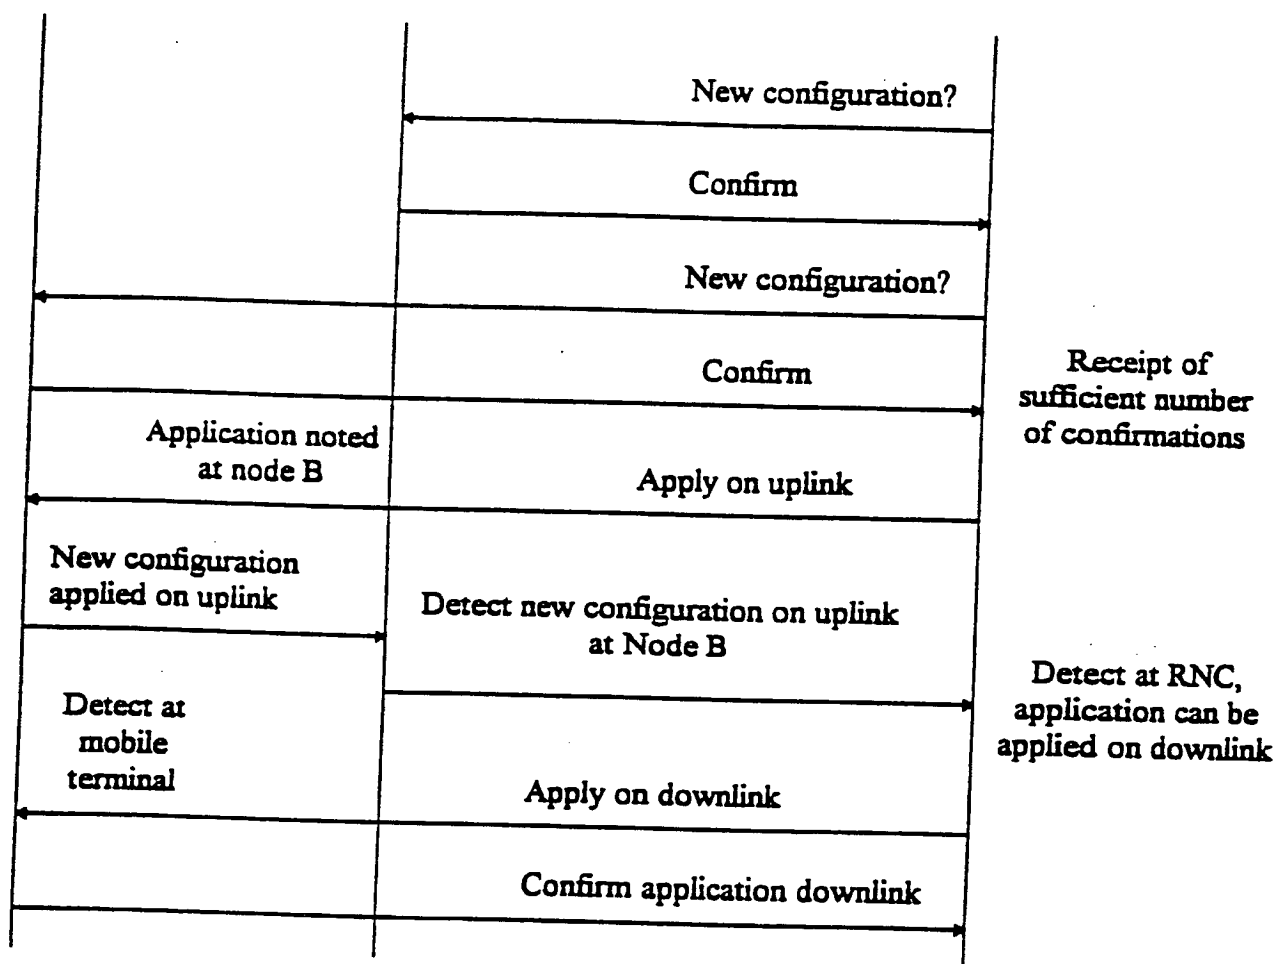 New configuration?
Confirm
New configuration?
Confirm
Receipt of
sufficient number
of confirmations
Application noted
at node B
Apply on uplink
New configuration
applied on uplink
Detect new configuration on uplink
at Node B
Detect at RNC,
application can be
applied on downlink
Detect at
mobile
terminal
Apply on downlink
Confirm application downlink